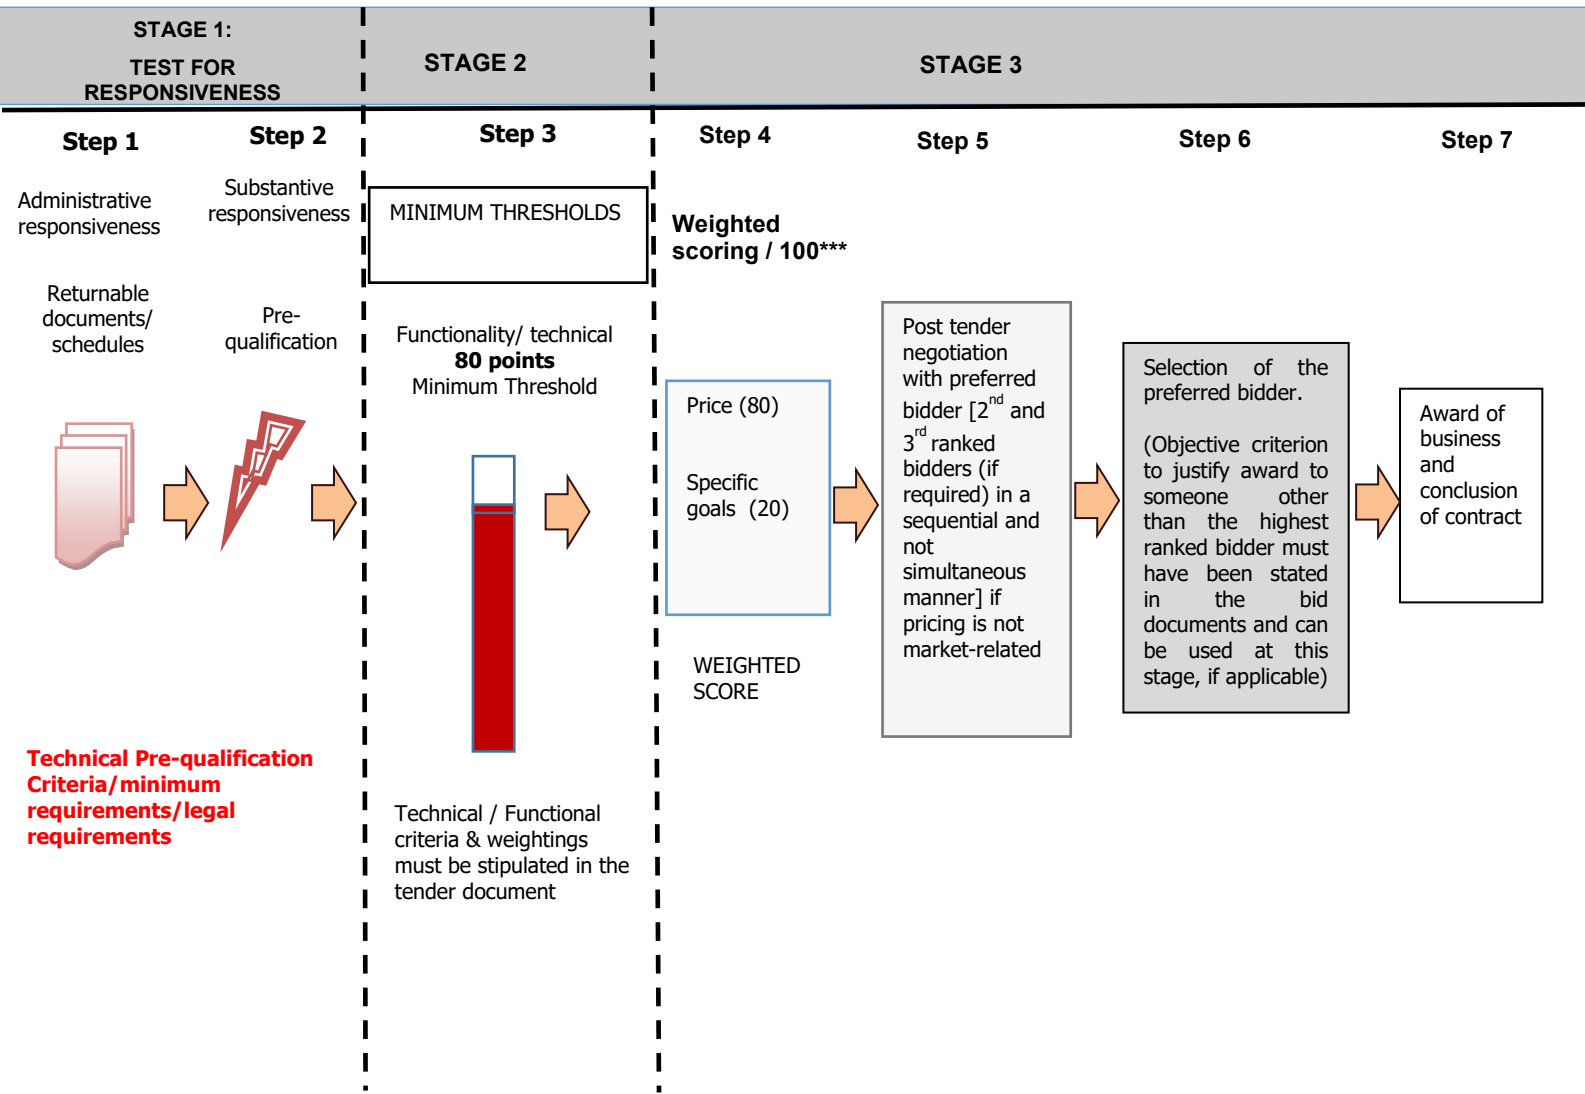 STAGE 1:
TEST FOR
RESPONSIVENESS
STAGE 2
STAGE 3
Step 1
Step 2
Step 3
Step 4
Step 5
Step 6
Step 7
Administrative
responsiveness
Returnable
documents/
schedules
Substantive
responsiveness
Pre-
qualification
Technical Pre-qualification
Criteria/minimum
requirements/legal
requirements
MINIMUM THRESHOLDS
Functionality/ technical
80 points
Minimum Threshold
Technical / Functional
criteria & weightings
must be stipulated in the
tender document
Weighted
scoring / 100***
Price (80)
Specific
goals (20)
WEIGHTED
SCORE
Post tender
negotiation
with preferred
bidder [2nd and
3rd ranked
bidders (if
required) in a
sequential and
not
simultaneous
manner] if
pricing is not
market-related
Selection of the
preferred bidder.
(Objective criterion
to justify award to
someone other
than the highest
ranked bidder must
have been stated
in the bid
documents and can
be used at this
stage, if applicable)
Award of
business
and
conclusion
of contract